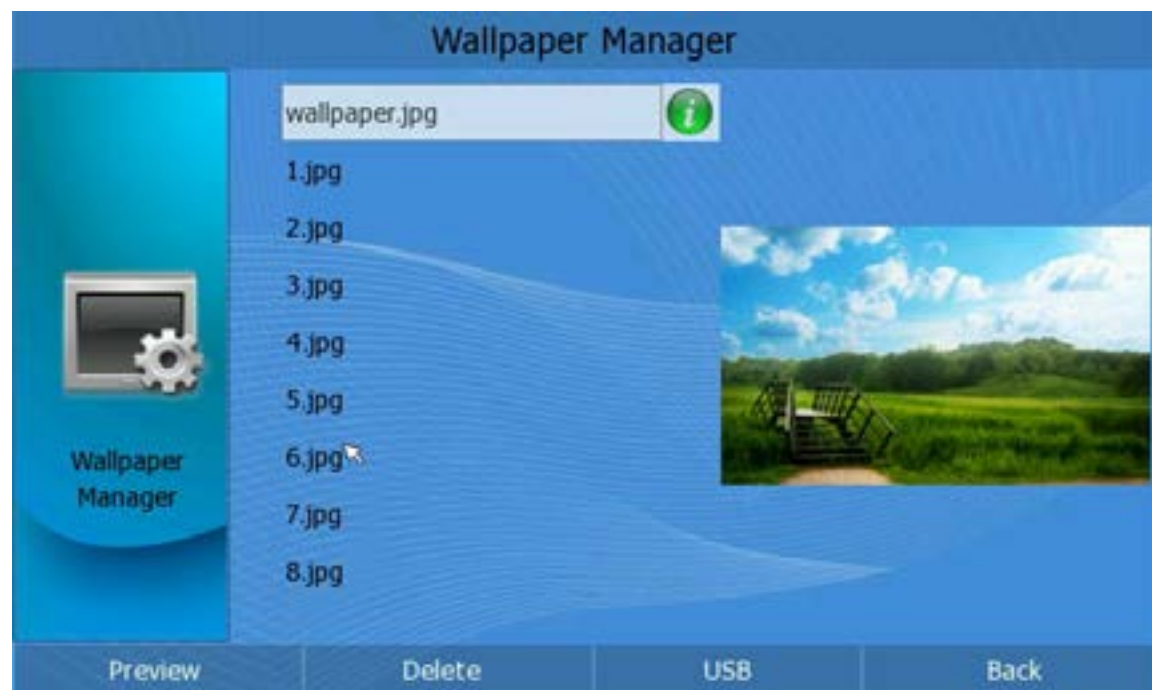 Wallpaper Manager
wallpaper.jpg
1.jpg
2.jpg
3.jpg
4.jpg
5.jpg
6.jpg
7.jpg
8.jpg
Wallpaper
Manager
Preview Delete USB Back